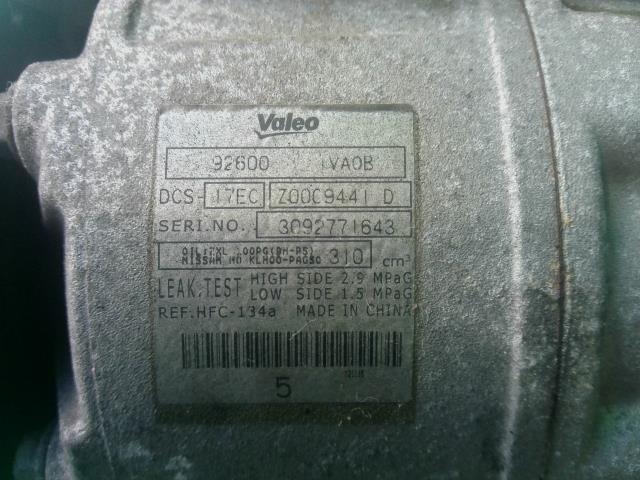 Valeo
92600 1VA0B
DCS- 17EC Z0009441 D
SERI.NO. 3092771643
310 cm³
LEAK.TEST HIGH SIDE 2.9 MPaG
LOW SIDE 1.5 MPaG
REF.HFC-134a MADE IN CHINA
5